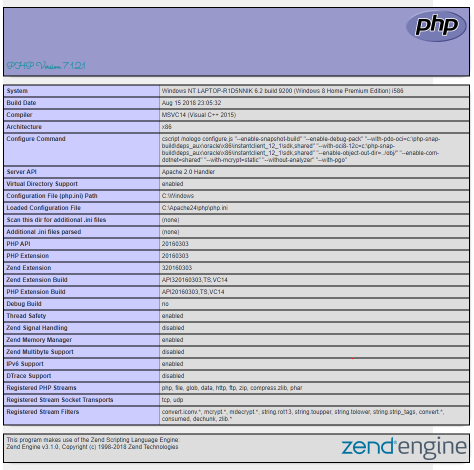 php
PHP Version 7.1.21
System Windows NT LAPTOP-R1D5NNIK 6.2 build 9200 (Windows 8 Home Premium Edition) i586
Build Date Aug 15 2018 23:05:32
Compiler MSVC14 (Visual C++ 2015)
Architecture x86
Configure Command cscript /nologo configure.js "--enable-snapshot-build" "--enable-debug-pack" "--with-pdo-oci=c:\php-snap-
build\deps_aux\oracle\x86\instantclient_12_1\sdk,shared" "--with-oci8-12c=c:\php-snap-
build\deps_aux\oracle\x86\instantclient_12_1\sdk,shared" "--enable-object-out-dir=../obj/" "--enable-com-
dotnet=shared" "--with-mcrypt=static" "--without-analyzer" "--with-pgo"
Server API Apache 2.0 Handler
Virtual Directory Support enabled
Configuration File (php.ini) Path C:\Windows
Loaded Configuration File C:\Apache24\php\php.ini
Scan this dir for additional .ini files (none)
Additional .ini files parsed (none)
PHP API 20160303
PHP Extension 20160303
Zend Extension 320160303
Zend Extension Build API320160303,TS,VC14
PHP Extension Build API20160303,TS,VC14
Debug Build no
Thread Safety enabled
Zend Signal Handling disabled
Zend Memory Manager enabled
Zend Multibyte Support disabled
IPv6 Support enabled
DTrace Support disabled
Registered PHP Streams php, file, glob, data, http, ftp, zip, compress.zlib, phar
Registered Stream Socket Transports tcp, udp
Registered Stream Filters convert.iconv.*, mcrypt.*, mdecrypt.*, string.rot13, string.toupper, string.tolower, string.strip_tags, convert.*,
consumed, dechunk, zlib.*
This program makes use of the Zend Scripting Language Engine:
Zend Engine v3.1.0, Copyright (c) 1998-2018 Zend Technologies
zend engine